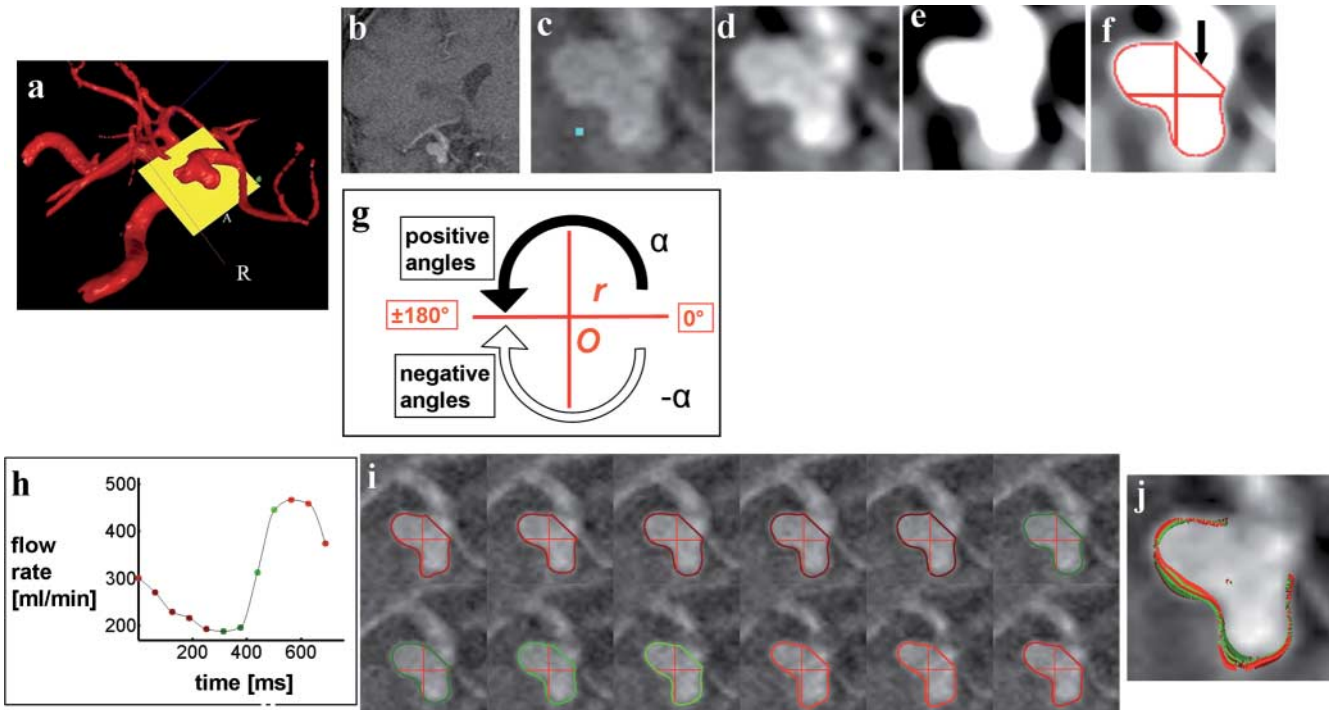 a
A
R
b
c
d
e
f
g
positive
angles
α
r
±180°
0°
O
negative
angles
-α
h
500
400
flow
rate
300
[ml/min]
200
200
400
600
time [ms]
i
j